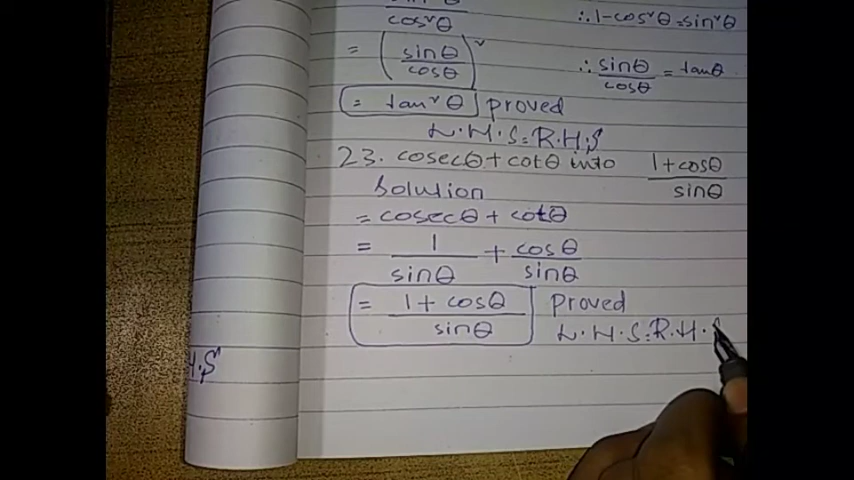 cos²θ ∴1-cos²θ=sin²θ
= (sinθ/cosθ)² ∴ sinθ/cosθ = tanθ
= tan²θ proved
L.H.S=R.H.S
23. cosecθ+cotθ into 1+cosθ/sinθ
Solution
= cosecθ + cotθ
= 1/sinθ + cosθ/sinθ
= 1+cosθ/sinθ Proved
L.H.S=R.H.S
H.S